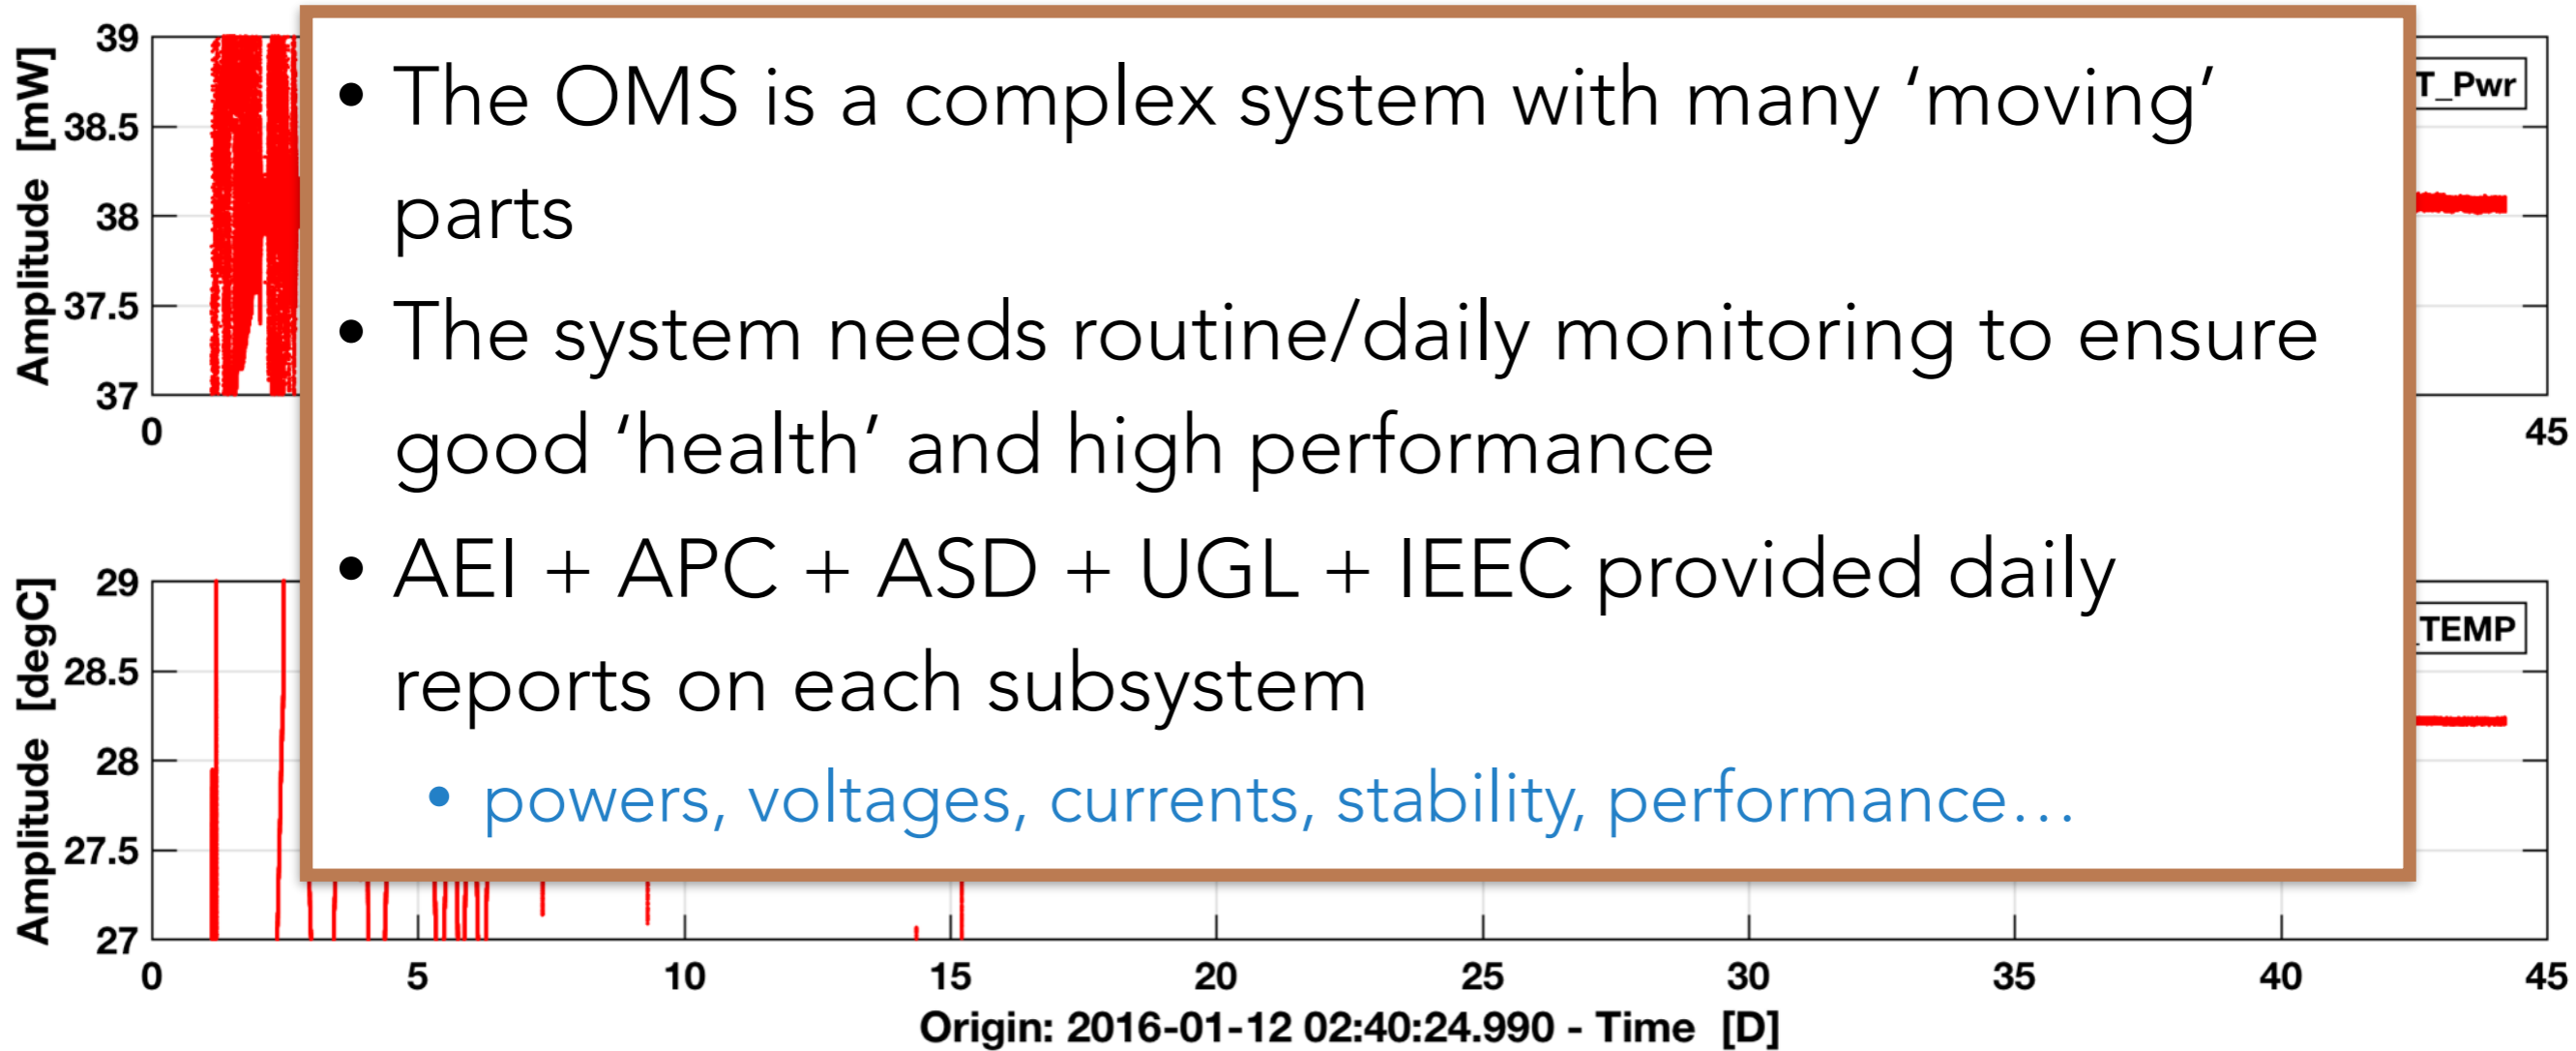 39
38.5
38
37.5
37
Amplitude [mW]
0
45
T_Pwr
• The OMS is a complex system with many ‘moving’
parts
• The system needs routine/daily monitoring to ensure
good ‘health’ and high performance
• AEI + APC + ASD + UGL + IEEC provided daily
reports on each subsystem
• powers, voltages, currents, stability, performance…
29
28.5
28
27.5
27
Amplitude [degC]
_TEMP
0 5 10 15 20 25 30 35 40 45
Origin: 2016-01-12 02:40:24.990 - Time [D]